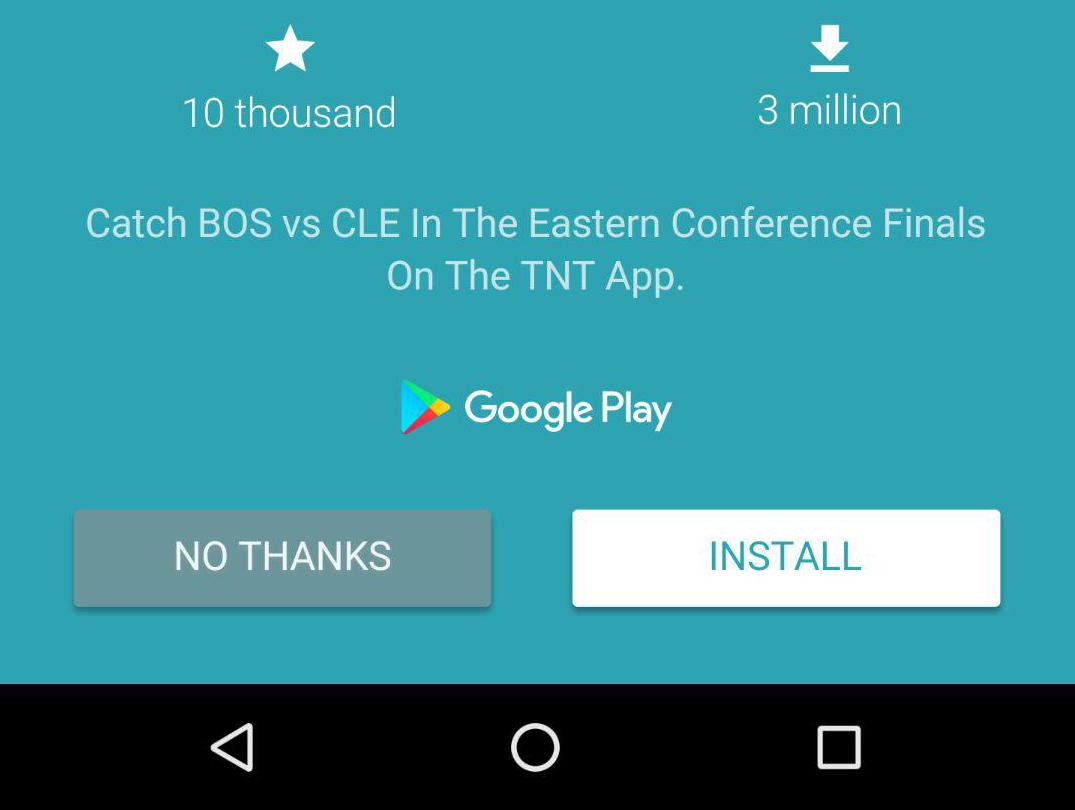 10 thousand
3 million
Catch BOS vs CLE In The Eastern Conference Finals
On The TNT App.
Google Play
NO THANKS
INSTALL